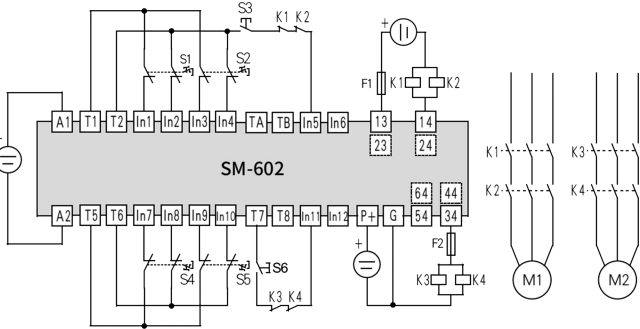 S3
K1 K2
+
S1
S2
F1
K1
K2
A1 T1 T2 In1 In2 In3 In4 TA TB In5 In6 13 14
23 24
SM-602
64 44
A2 T5 T6 In7 In8 In9 In10 T7 T8 In11 In12 P+ G 54 34
S4
S5
S6
K3 K4
+
F2
K3
K4
K1
K2
M1
K3
K4
M2